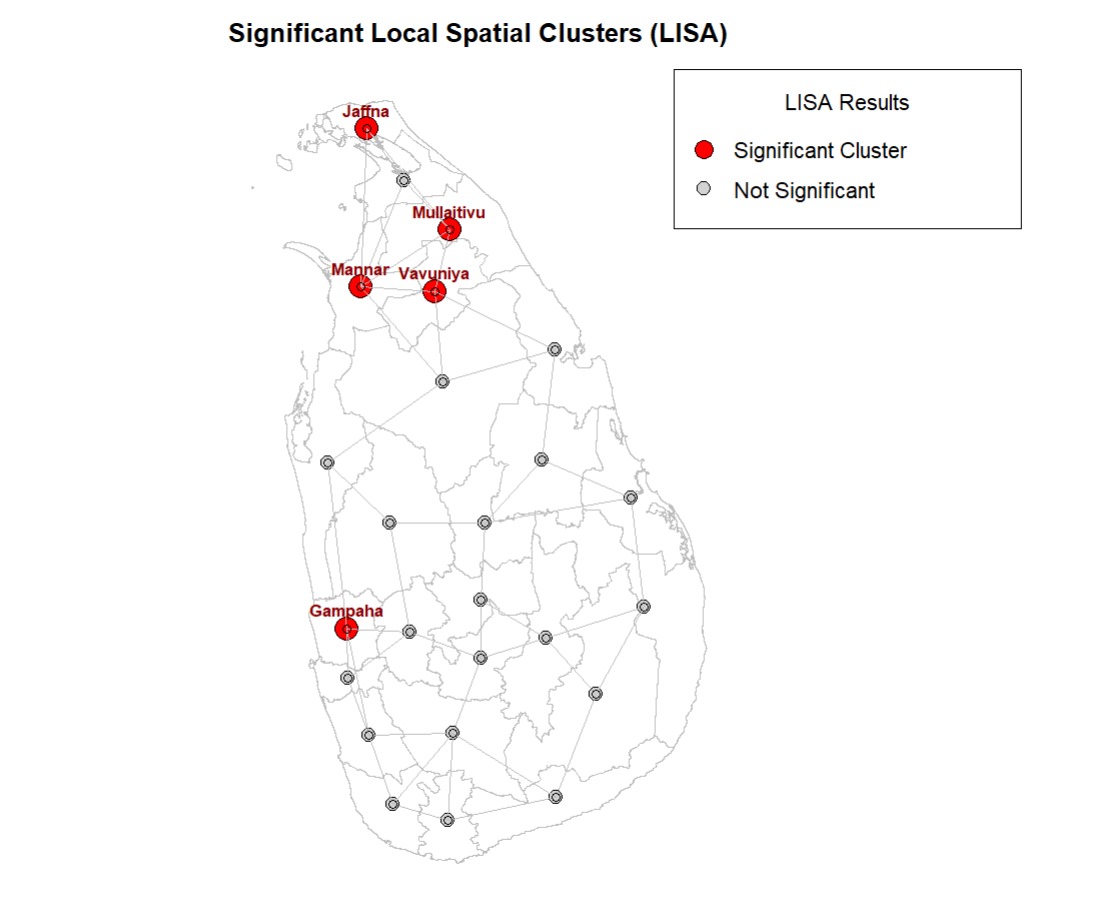 Significant Local Spatial Clusters (LISA)
LISA Results
Significant Cluster
Not Significant
Jaffna
Mullaitivu
Mannar
Vavuniya
Gampaha